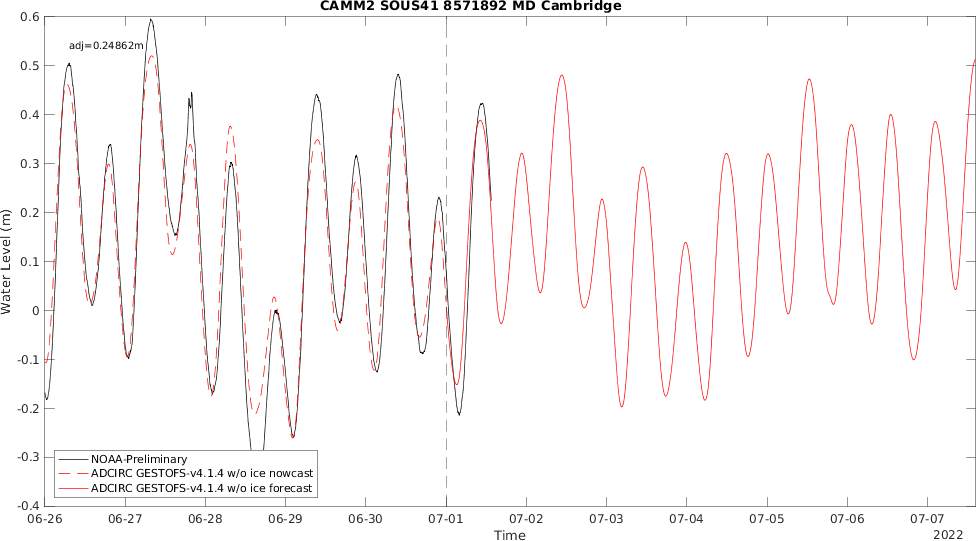 CAMM2 SOUS41 8571892 MD Cambridge
adj=0.24862m
0.6
0.5
0.4
0.3
0.2
0.1
0
-0.1
-0.2
-0.3
-0.4
Water Level (m)
NOAA-Preliminary
ADCIRC GESTOFS-v4.1.4 w/o ice nowcast
ADCIRC GESTOFS-v4.1.4 w/o ice forecast
06-26 06-27 06-28 06-29 06-30 07-01 07-02 07-03 07-04 07-05 07-06 07-07
Time
2022